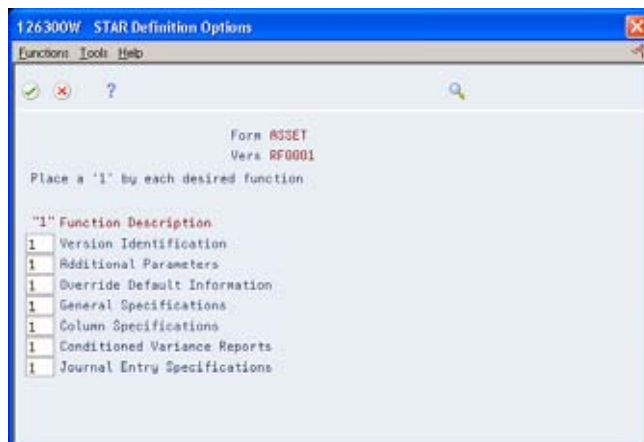 126300W STAR Definition Options
Functions Tools Help
?
Form ASSET
Vers RF0001
Place a '1' by each desired function
"1" Function Description
1 Version Identification
1 Additional Parameters
1 Override Default Information
1 General Specifications
1 Column Specifications
1 Conditioned Variance Reports
1 Journal Entry Specifications